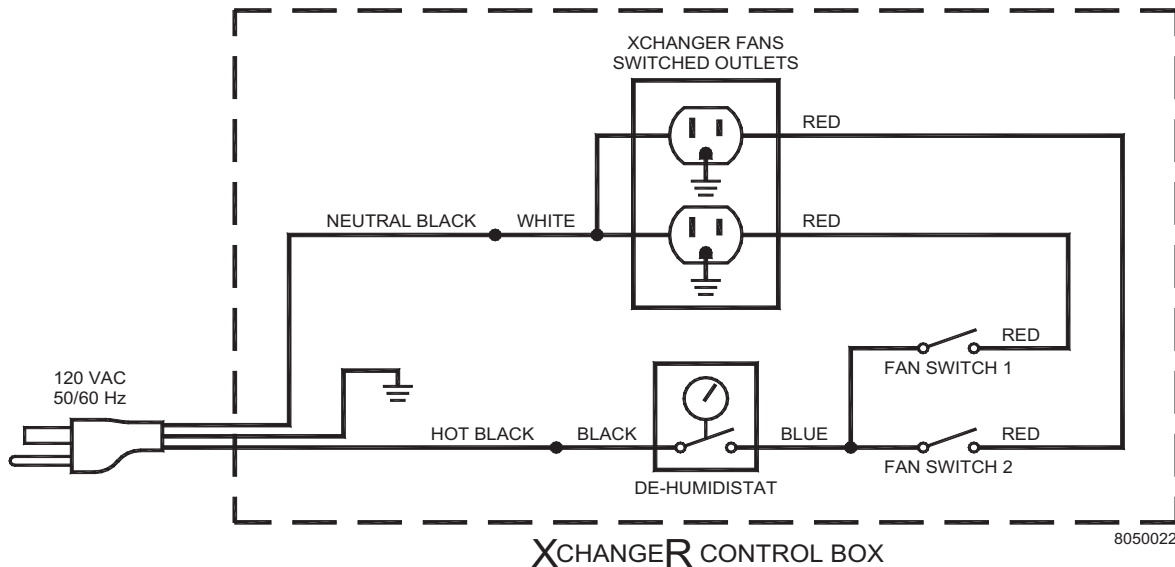 XCHANGER FANS
SWITCHED OUTLETS
RED
NEUTRAL BLACK
WHITE
RED
RED
FAN SWITCH 1
120 VAC
50/60 Hz
HOT BLACK
BLACK
BLUE
RED
FAN SWITCH 2
DE-HUMIDISTAT
XCHANGER CONTROL BOX
8050022